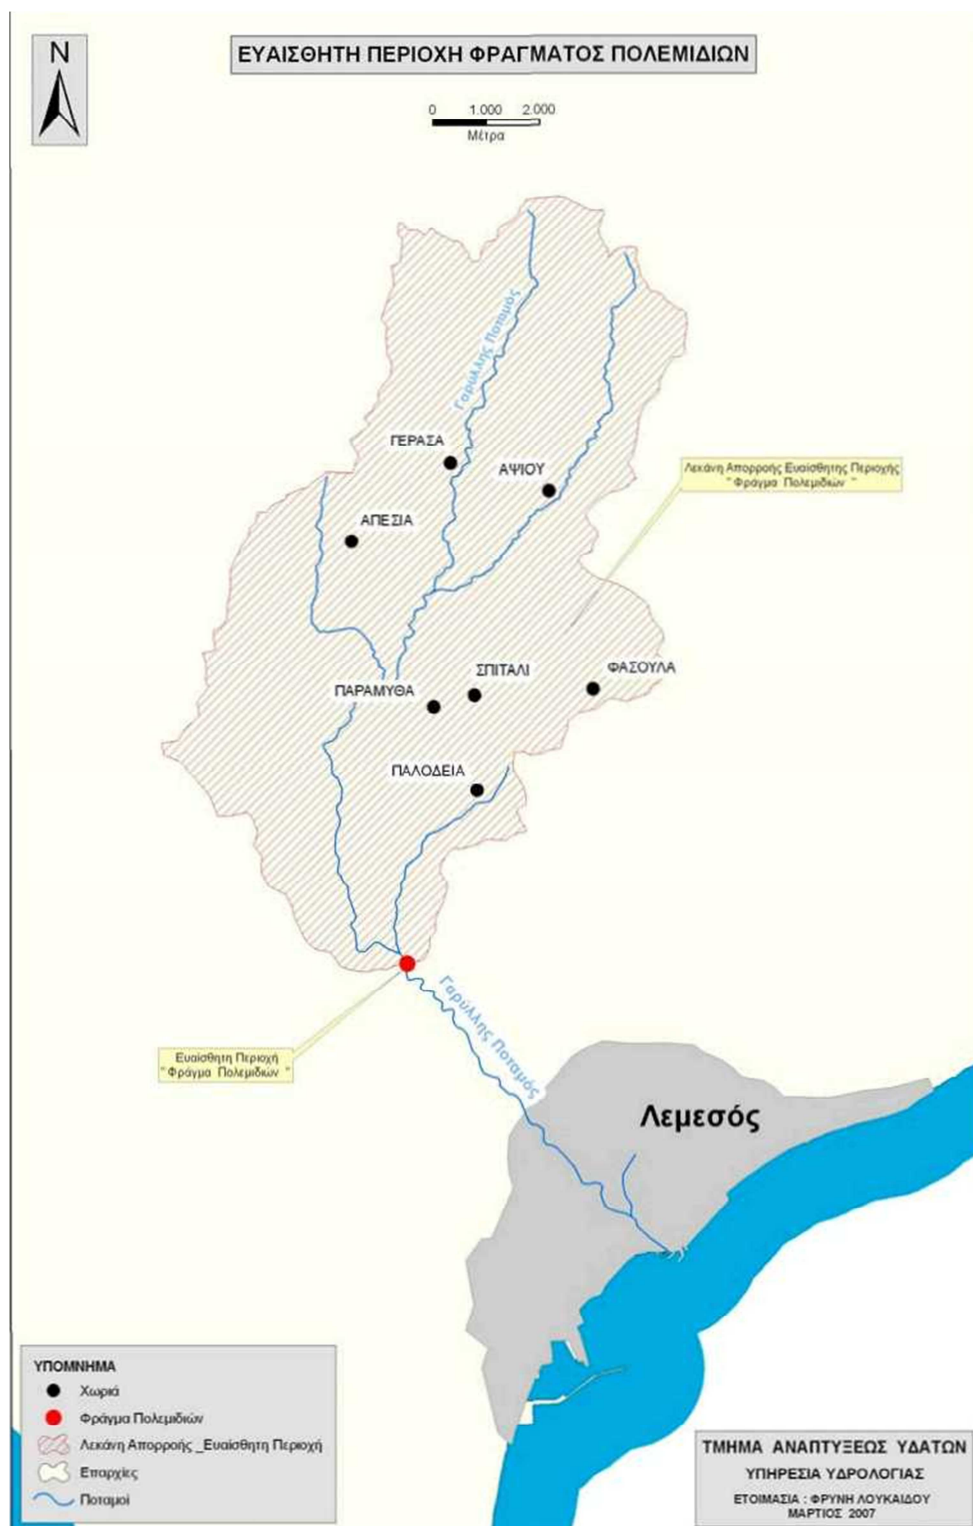 N
ΕΥΑΙΣΘΗΤΗ ΠΕΡΙΟΧΗ ΦΡΑΓΜΑΤΟΣ ΠΟΛΕΜΙΔΙΩΝ
0 1.000 2.000
Μέτρα
Γαρύλλης Ποταμός
ΓΕΡΑΣΑ
ΑΨΙΟΥ
Λεκάνη Απορροής Ευαίσθητης Περιοχής
" Φράγμα Πολεμιδιών "
ΑΠΕΣΙΑ
ΣΠΙΤΑΛΙ
ΦΑΣΟΥΛΑ
ΠΑΡΑΜΥΘΑ
ΠΑΛΟΔΕΙΑ
Γαρύλλης Ποταμός
Ευαίσθητη Περιοχή
" Φράγμα Πολεμιδιών "
Λεμεσός
ΥΠΟΜΝΗΜΑ
Χωριά
Φράγμα Πολεμιδιών
Λεκάνη Απορροής _Ευαίσθητη Περιοχή
Επαρχίες
Ποταμοί
ΤΜΗΜΑ ΑΝΑΠΤΥΞΕΩΣ ΥΔΑΤΩΝ
ΥΠΗΡΕΣΙΑ ΥΔΡΟΛΟΓΙΑΣ
ΕΤΟΙΜΑΣΙΑ : ΦΡΥΝΗ ΛΟΥΚΑΙΔΟΥ
ΜΑΡΤΙΟΣ 2007